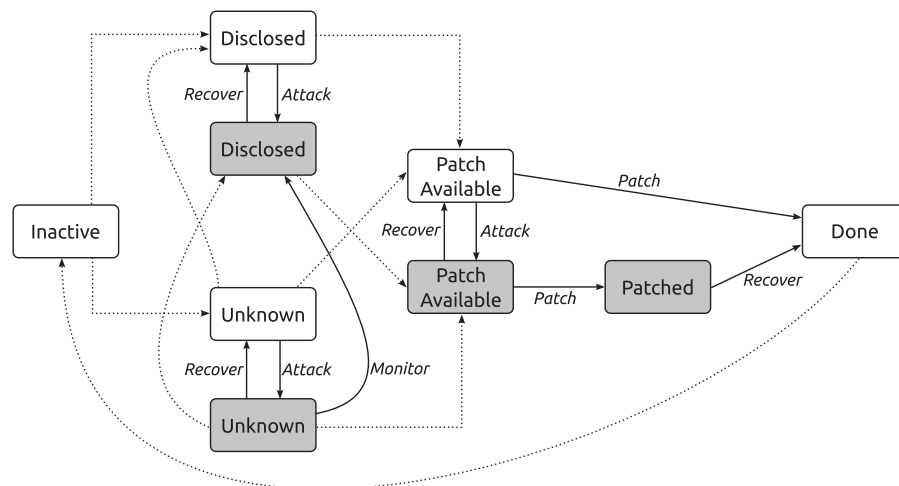 Disclosed
Recover
Attack
Disclosed
Patch
Available
Patch
Inactive
Recover
Attack
Done
Patch
Available
Patch
Patched
Recover
Unknown
Recover
Attack
Monitor
Unknown